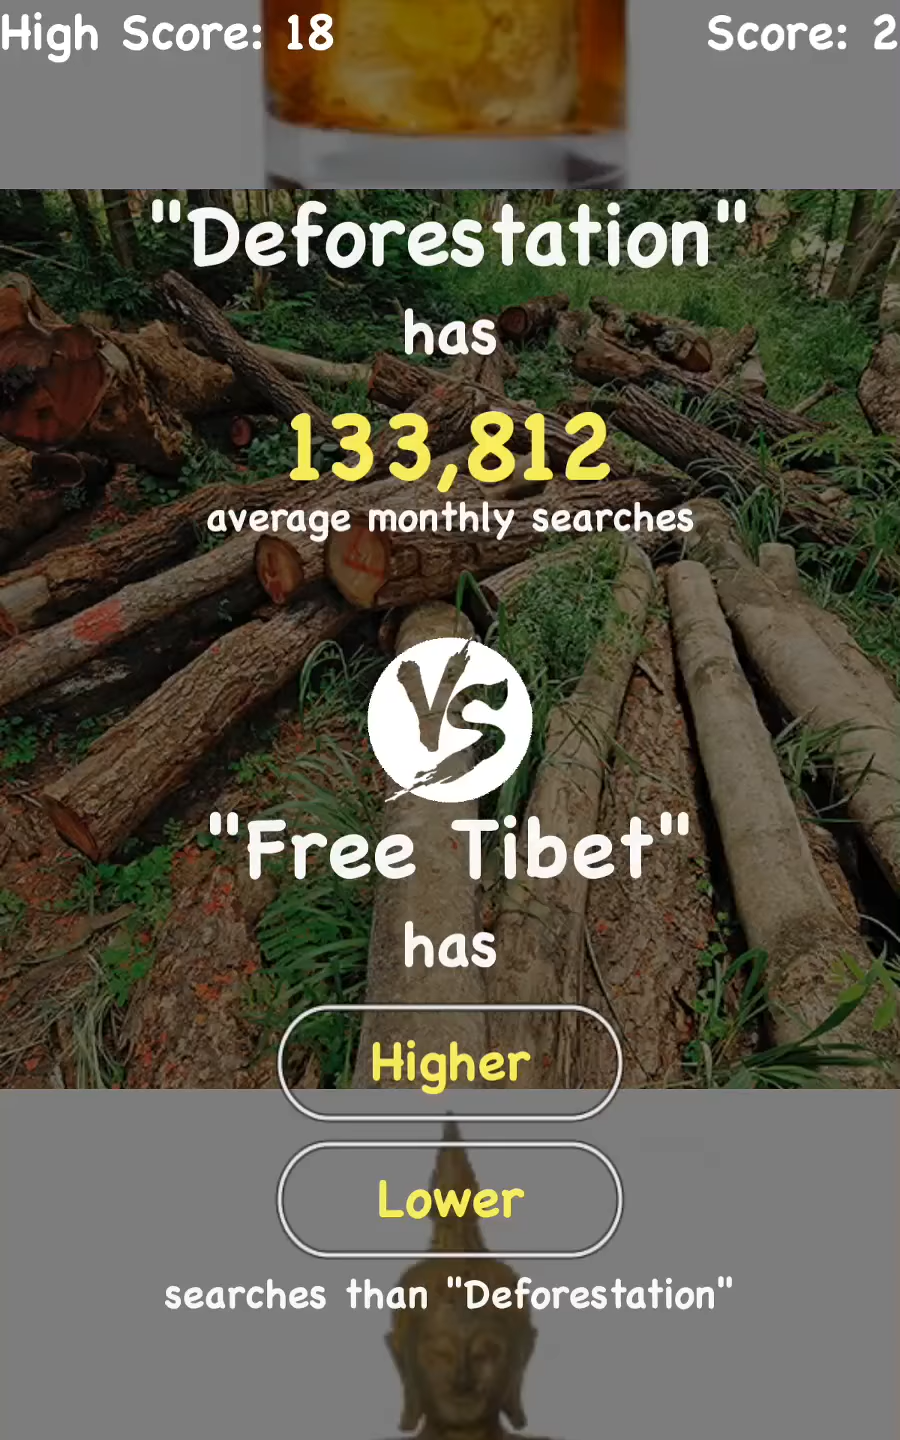 High Score: 18
Score: 2
"Deforestation"
has
133,812
average monthly searches
VS
"Free Tibet"
has
Higher
Lower
searches than "Deforestation"